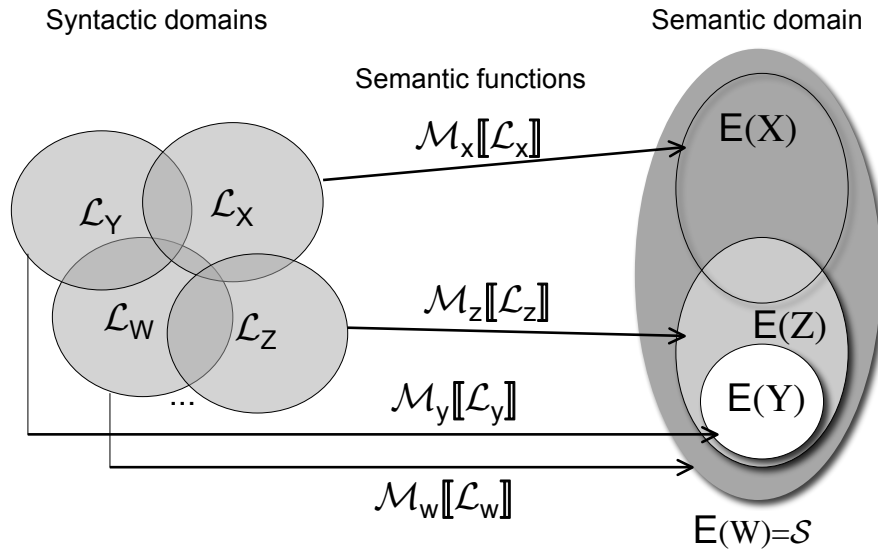 Syntactic domains
Semantic domain
Semantic functions
ℳx⟦ℒx⟧
E(X)
ℒY
ℒX
ℳz⟦ℒz⟧
E(Z)
ℒW
ℒZ
...
ℳy⟦ℒy⟧
E(Y)
ℳw⟦ℒw⟧
E(W)=𝒮